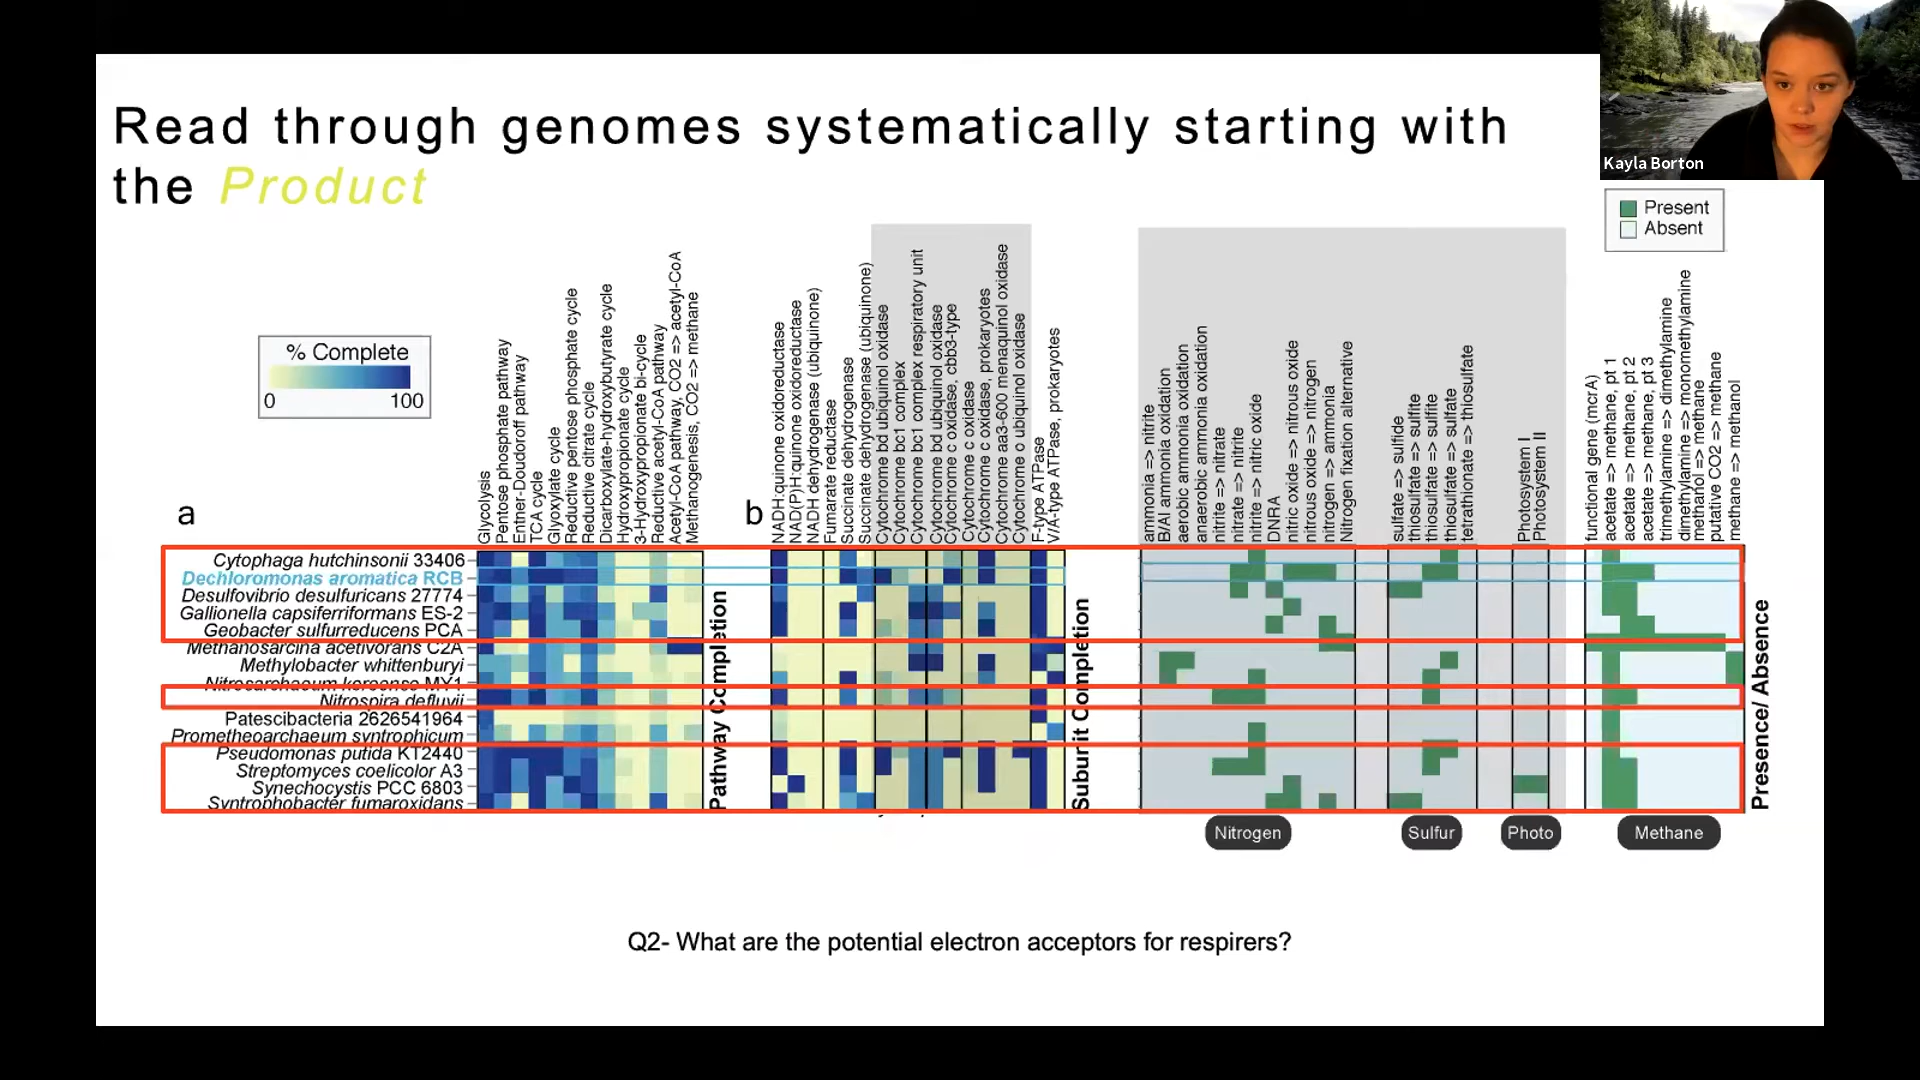 Read through genomes systematically starting with
the Product
Kayla Borton
Present
Absent
% Complete
0 100
a
Glycolysis
Pentose phosphate pathway
Entner-Doudoroff pathway
TCA cycle
Glyoxylate cycle
Reductive pentose phosphate cycle
Reductive citrate cycle
Dicarboxylate-hydroxybutyrate cycle
Hydroxypropionate cycle
3-Hydroxypropionate bi-cycle
Reductive acetyl-CoA pathway
Acetyl-CoA pathway, CO2 => acetyl-CoA
Methanogenesis, CO2 => methane
b
NADH:quinone oxidoreductase
NAD(P)H:quinone oxidoreductase
NADH dehydrogenase (ubiquinone)
Fumarate reductase
Succinate dehydrogenase
Succinate dehydrogenase (ubiquinone)
Cytochrome bd ubiquinol oxidase
Cytochrome bc1 complex
Cytochrome bc1 complex respiratory unit
Cytochrome bd ubiquinol oxidase
Cytochrome c oxidase, cbb3-type
Cytochrome c oxidase
Cytochrome c oxidase, prokaryotes
Cytochrome aa3-600 menaquinol oxidase
Cytochrome o ubiquinol oxidase
F-type ATPase
V/A-type ATPase, prokaryotes
ammonia => nitrite
B/Al ammonia oxidation
aerobic ammonia oxidation
anaerobic ammonia oxidation
nitrite => nitrate
nitrate => nitrite
nitrite => nitric oxide
DNRA
nitric oxide => nitrous oxide
nitrous oxide => nitrogen
nitrogen => ammonia
Nitrogen fixation alternative
sulfate => sulfide
thiosulfate => sulfite
thiosulfate => sulfite
thiosulfate => sulfate
tetrathionate => thiosulfate
Photosystem I
Photosystem II
functional gene (mcrA)
acetate => methane, pt 1
acetate => methane, pt 2
acetate => methane, pt 3
trimethylamine => dimethylamine
dimethylamine => monomethylamine
methanol => methane
putative CO2 => methane
methane => methanol
Cytophaga hutchinsonii 33406
Dechloromonas aromatica RCB
Desulfovibrio desulfuricans 27774
Gallionella capsiferriformans ES-2
Geobacter sulfurreducens PCA
Methanosarcina acetivorans C2A
Methylobacter whittenburyi
Nitrosarchaeum koreense MY1
Nitrospira defluvii
Patescibacteria 2626541964
Prometheoarchaeum syntrophicum
Pseudomonas putida KT2440
Streptomyces coelicolor A3
Synechocystis PCC 6803
Syntrophobacter fumaroxidans
Pathway Completion
Subunit Completion
Presence/ Absence
Nitrogen
Sulfur
Photo
Methane
Q2- What are the potential electron acceptors for respirers?